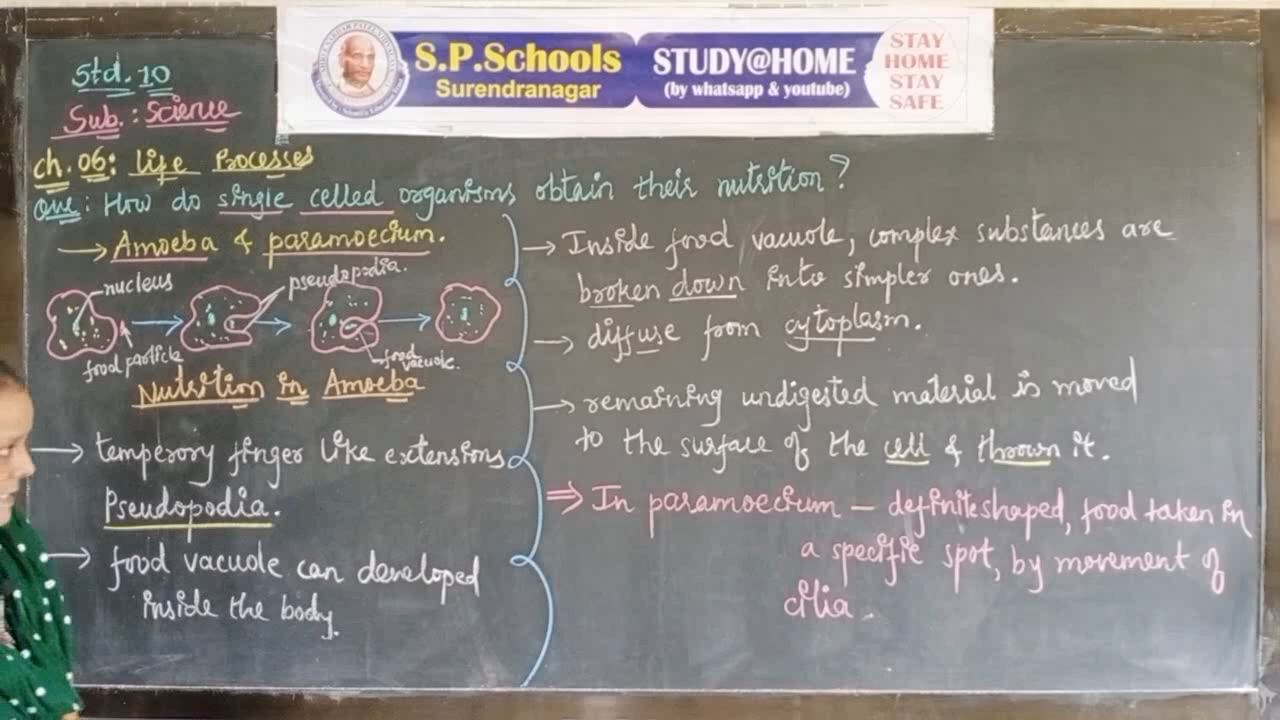 S.P.Schools
Surendranagar
STUDY@HOME
(by whatsapp & youtube)
STAY
HOME
STAY
SAFE
Std. 10
Sub. : Science
Ch. 06: Life Processes
Que: How do single celled organisms obtain their nutrition?
→ Amoeba & paramoecium.
nucleus
pseudopodia.
food particle
food vacuole.
Nutrition in Amoeba
→ temperory finger like extensions
Pseudopodia.
→ food vacuole can developed
inside the body.
→ Inside food vacuole, complex substances are
broken down into simpler ones.
→ diffuse from cytoplasm.
→ remaining undigested material is moved
to the surface of the cell & thrown it.
⇒ In paramoecium – definite shaped, food taken in
a specific spot, by movement of
cilia.